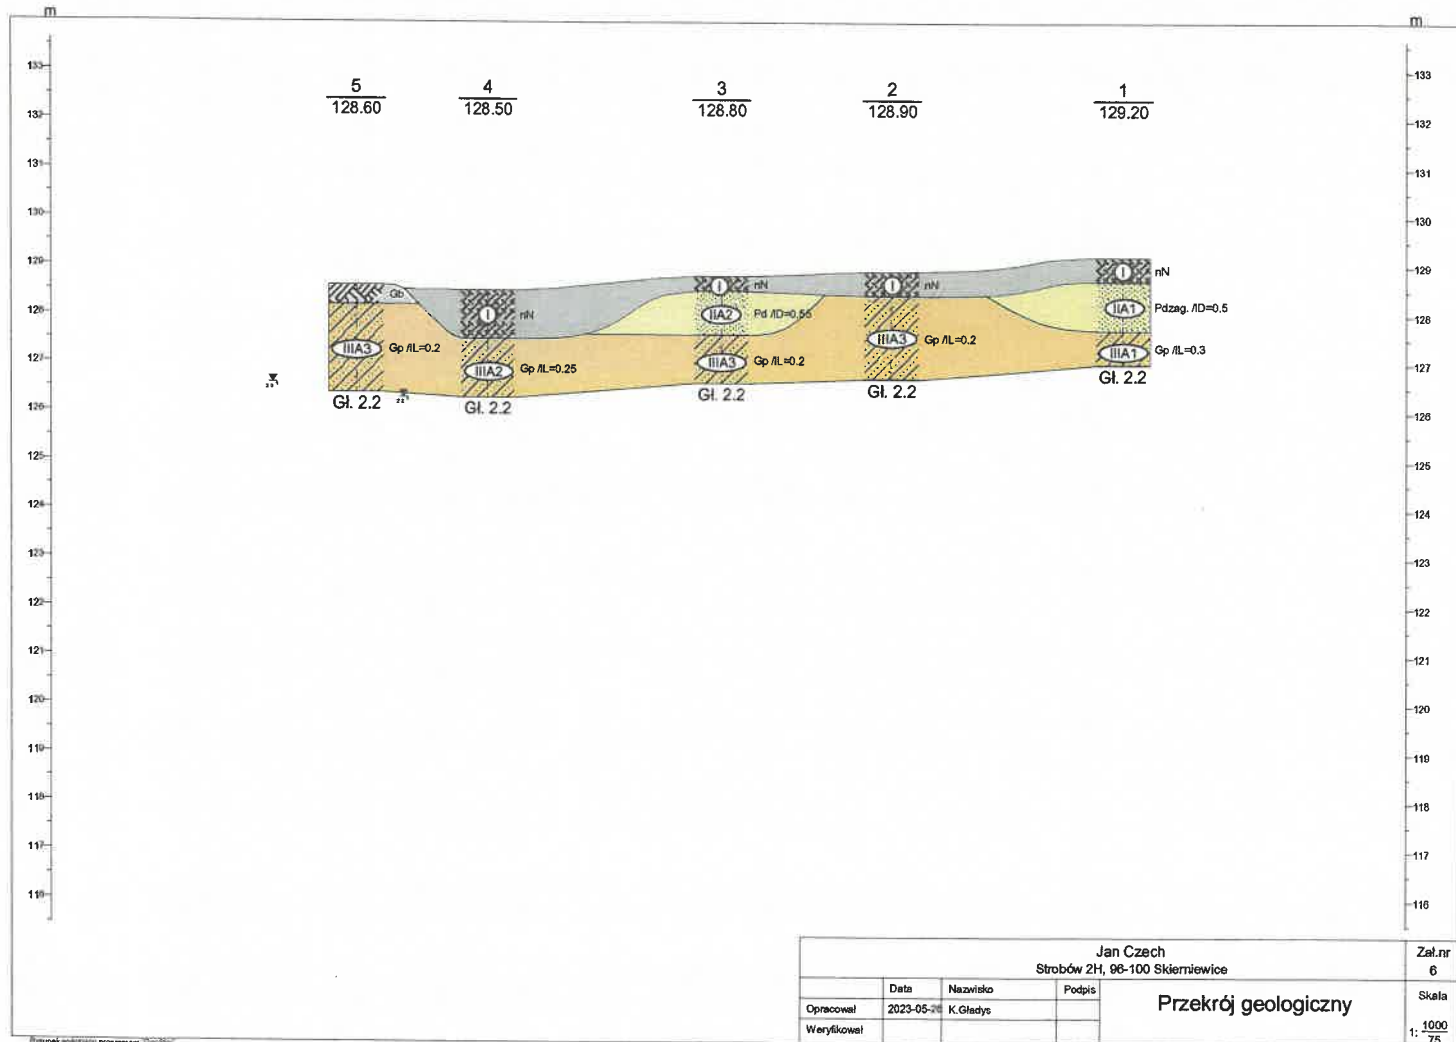 m
m
133
132
131
130
129
128
127
126
125
124
123
122
121
120
119
118
117
116
133
132
131
130
129
128
127
126
125
124
123
122
121
120
119
118
117
116
5
128.60
4
128.50
3
128.80
2
128.90
1
129.20
Gb
I
nN
I
nN
I
nN
I
nN
IIIA3
Gp /IL=0.2
IIIA2
Gp /IL=0.25
IIA2
Pd /ID=0,55
IIIA3
Gp /IL=0.2
IIIA3
Gp /IL=0.2
IIA1
Pdzag. /ID=0.5
IIIA1
Gp /IL=0.3
Gł. 2.2
Gł. 2.2
Gł. 2.2
Gł. 2.2
Gł. 2.2
Jan Czech
Strobów 2H, 96-100 Skierniewice
Zał.nr
6
Data
Nazwisko
Podpis
Opracował
2023-05-
K.Gładys
Weryfikował
Przekrój geologiczny
Skala
1: 1000
75